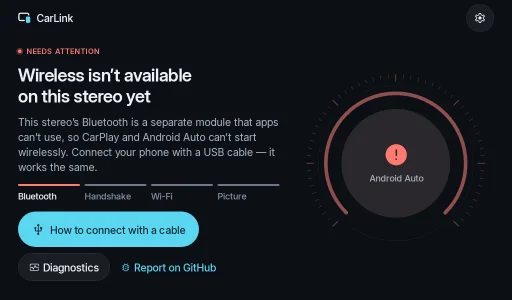 CarLink
NEEDS ATTENTION
Wireless isn’t available
on this stereo yet
This stereo’s Bluetooth is a separate module that apps
can’t use, so CarPlay and Android Auto can’t start
wirelessly. Connect your phone with a USB cable — it
works the same.
Bluetooth
Handshake
Wi-Fi
Picture
How to connect with a cable
Diagnostics
Report on GitHub
!
Android Auto